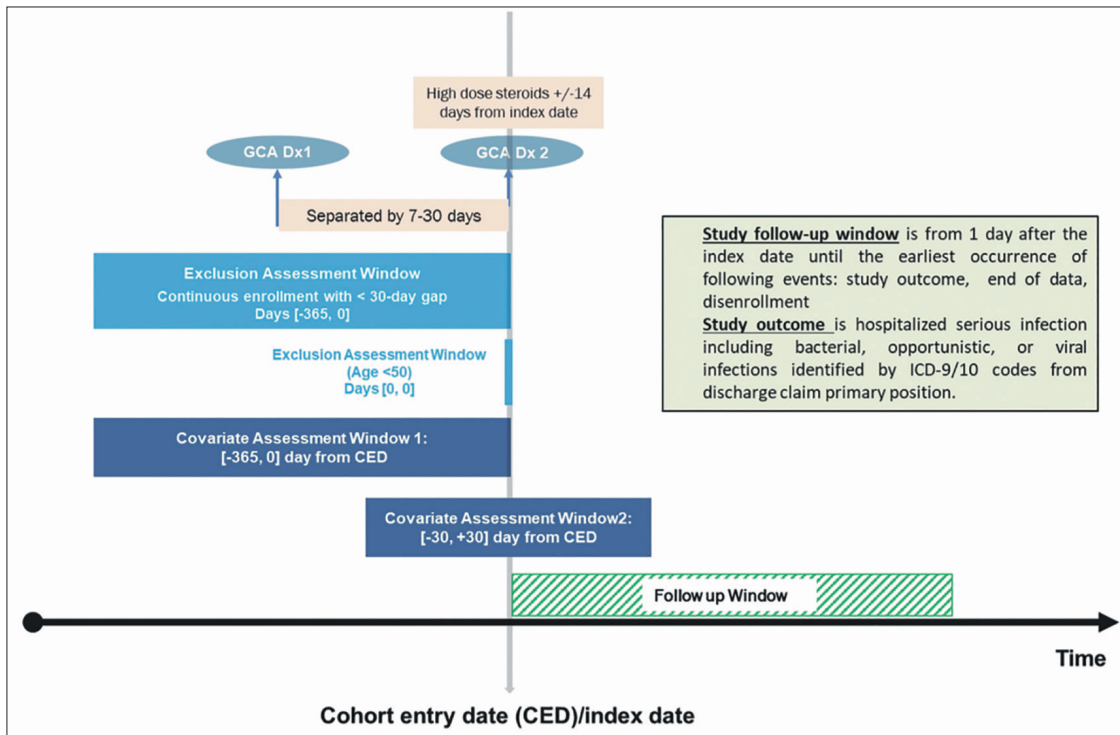 High dose steroids +/-14
days from index date
GCA Dx1
GCA Dx 2
Separated by 7-30 days
Exclusion Assessment Window
Continuous enrollment with < 30-day gap
Days [-365, 0]
Exclusion Assessment Window
(Age <50)
Days [0, 0]
Covariate Assessment Window 1:
[-365, 0] day from CED
Covariate Assessment Window2:
[-30, +30] day from CED
Follow up Window
Study follow-up window is from 1 day after the
index date until the earliest occurrence of
following events: study outcome, end of data,
disenrollment
Study outcome is hospitalized serious infection
including bacterial, opportunistic, or viral
infections identified by ICD-9/10 codes from
discharge claim primary position.
Time
Cohort entry date (CED)/index date